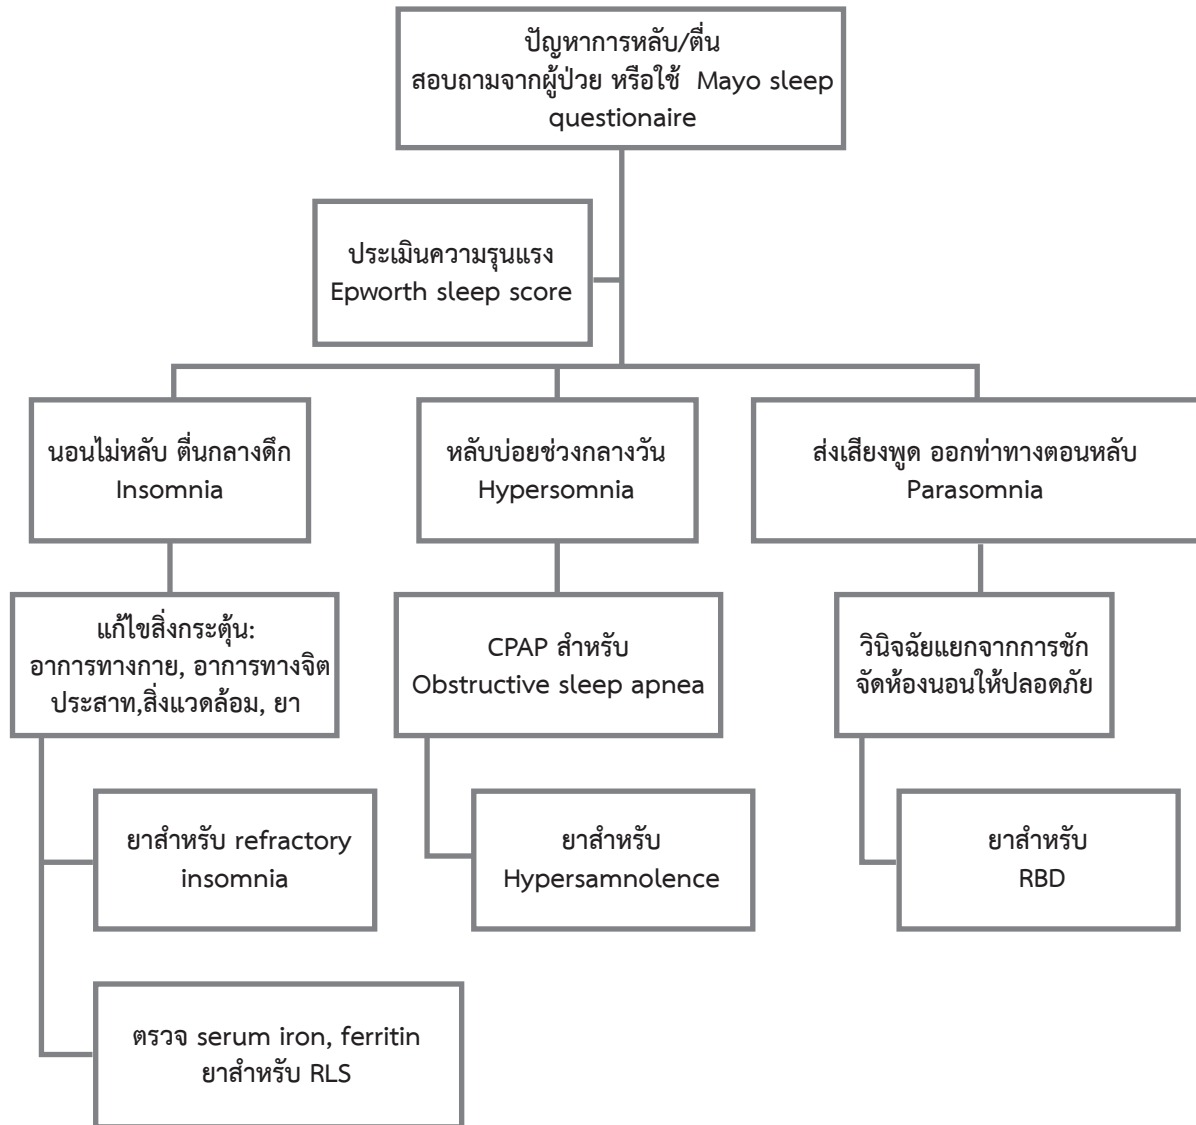 ปัญหาการหลับ/ตื่น
สอบถามจากผู้ป่วย หรือใช้ Mayo sleep
questionaire
ประเมินความรุนแรง
Epworth sleep score
นอนไม่หลับ ตื่นกลางดึก
Insomnia
หลับบ่อยช่วงกลางวัน
Hypersomnia
ส่งเสียงพูด ออกท่าทางตอนหลับ
Parasomnia
แก้ไขสิ่งกระตุ้น:
อาการทางกาย, อาการทางจิต
ประสาท,สิ่งแวดล้อม, ยา
CPAP สำหรับ
Obstructive sleep apnea
วินิจฉัยแยกจากการชัก
จัดห้องนอนให้ปลอดภัย
ยาสำหรับ refractory
insomnia
ยาสำหรับ
Hypersamnolence
ยาสำหรับ
RBD
ตรวจ serum iron, ferritin
ยาสำหรับ RLS